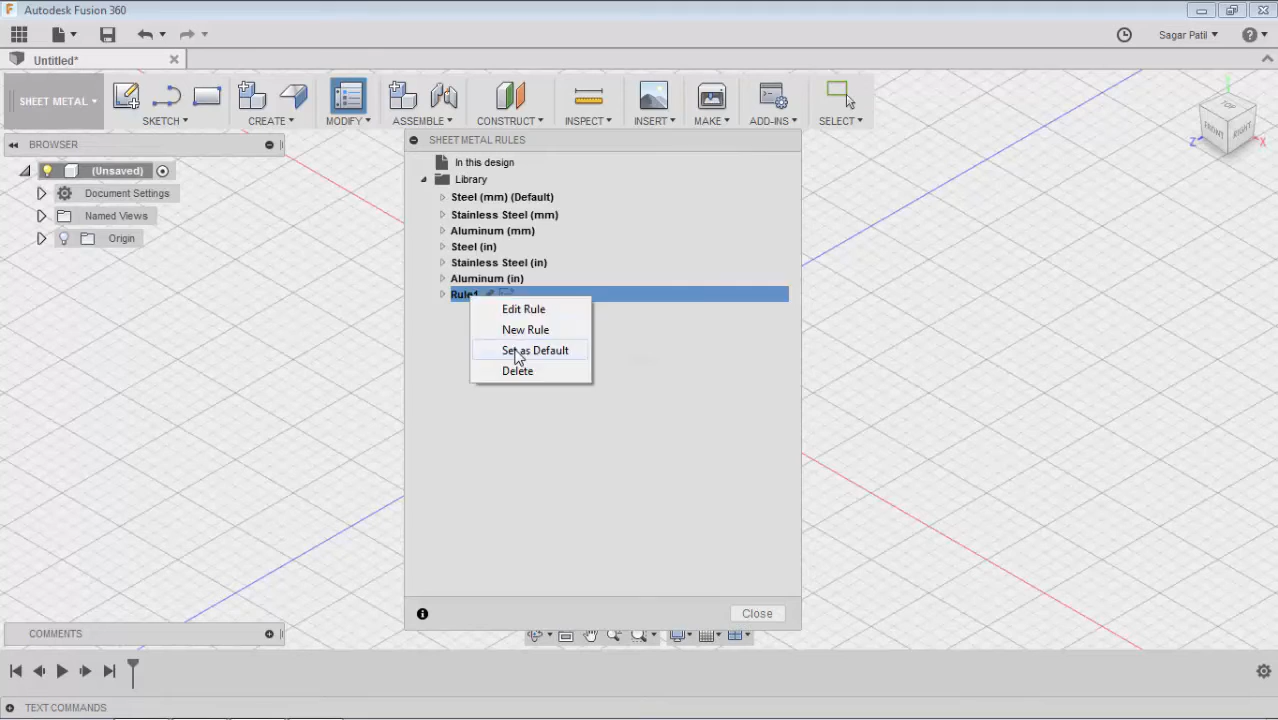 Autodesk Fusion 360
Sagar Patil
Untitled*
SHEET METAL
SKETCH
CREATE
MODIFY
ASSEMBLE
CONSTRUCT
INSPECT
INSERT
MAKE
ADD-INS
SELECT
TOP
FRONT
RIGHT
Z
X
BROWSER
(Unsaved)
Document Settings
Named Views
Origin
SHEET METAL RULES
In this design
Library
Steel (mm) (Default)
Stainless Steel (mm)
Aluminum (mm)
Steel (in)
Stainless Steel (in)
Aluminum (in)
Rule1
Edit Rule
New Rule
Set as Default
Delete
Close
COMMENTS
TEXT COMMANDS